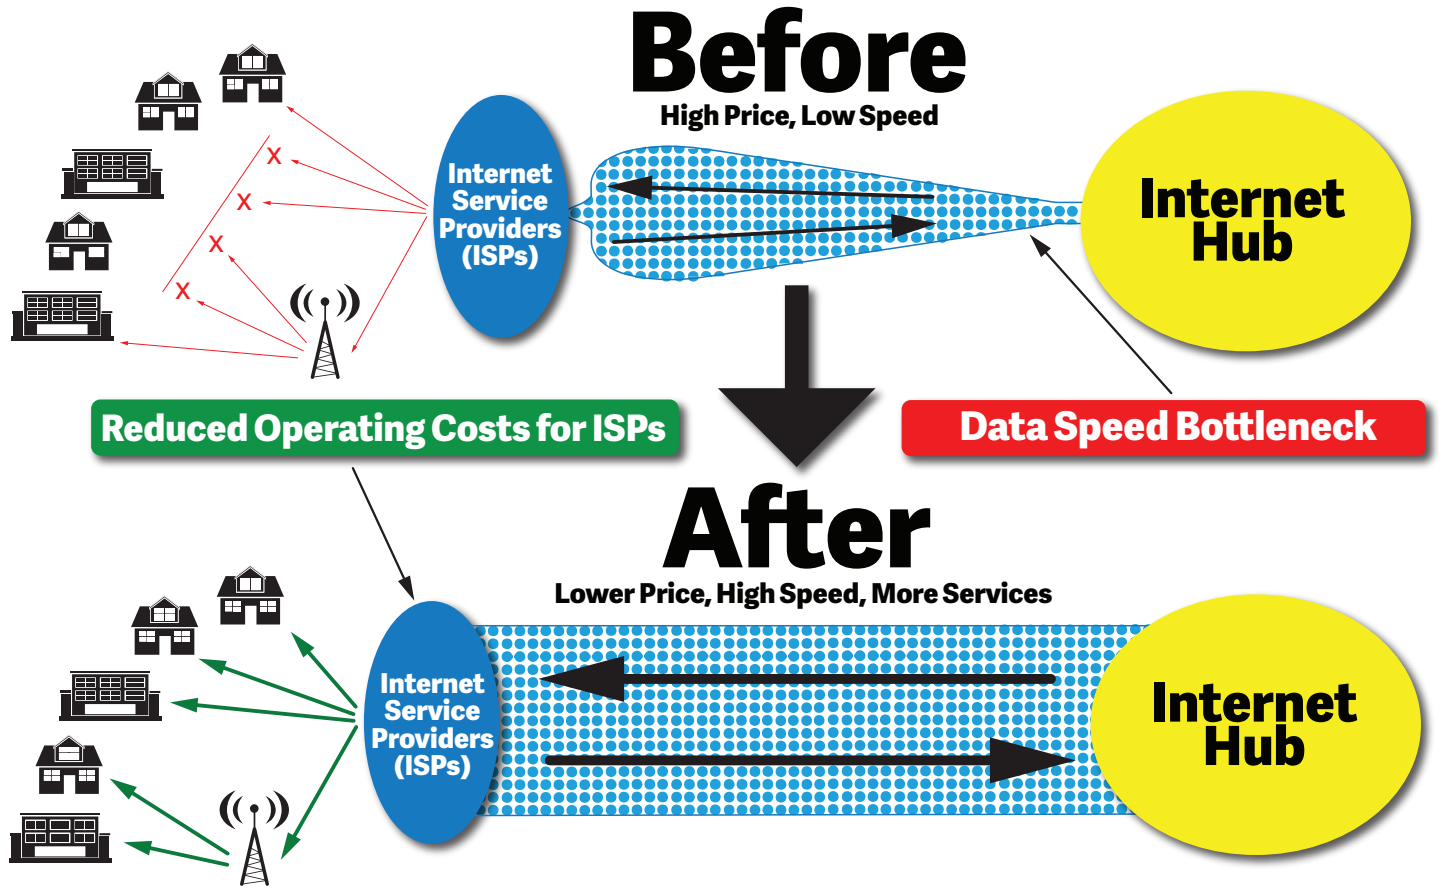 Before
High Price, Low Speed
X
X
X
X
Internet
Service
Providers
(ISPs)
Internet
Hub
Reduced Operating Costs for ISPs
Data Speed Bottleneck
After
Lower Price, High Speed, More Services
Internet
Service
Providers
(ISPs)
Internet
Hub